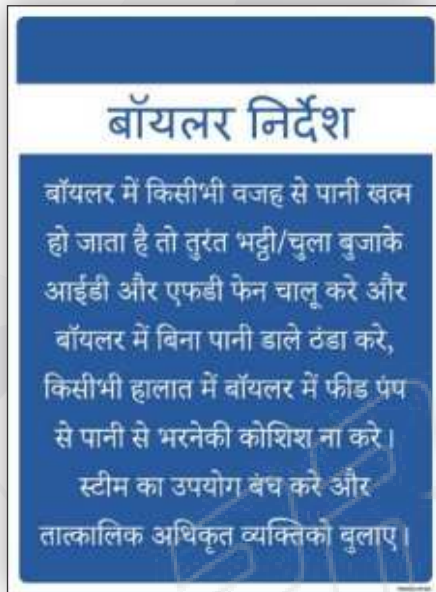 बॉयलर निर्देश
बॉयलर में किसीभी वजह से पानी खत्म
हो जाता है तो तुरंत भट्ठी/चुला बुजाके
आईडी और एफडी फेन चालू करे और
बॉयलर में बिना पानी डाले ठंडा करे,
किसीभी हालात में बॉयलर में फीड पंप
से पानी से भरनेकी कोशिश ना करे।
स्टीम का उपयोग बंध करे और
तात्कालिक अधिकृत व्यक्तिको बुलाए।